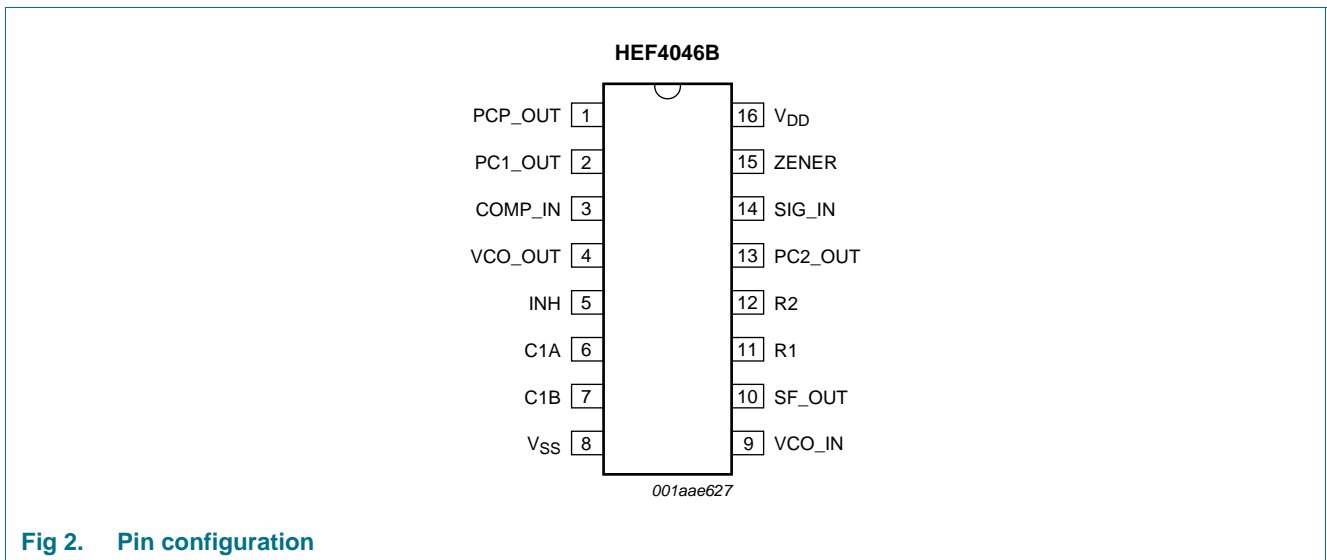 HEF4046B
PCP_OUT 1 16 VDD
PC1_OUT 2 15 ZENER
COMP_IN 3 14 SIG_IN
VCO_OUT 4 13 PC2_OUT
INH 5 12 R2
C1A 6 11 R1
C1B 7 10 SF_OUT
VSS 8 9 VCO_IN
001aae627
Fig 2. Pin configuration